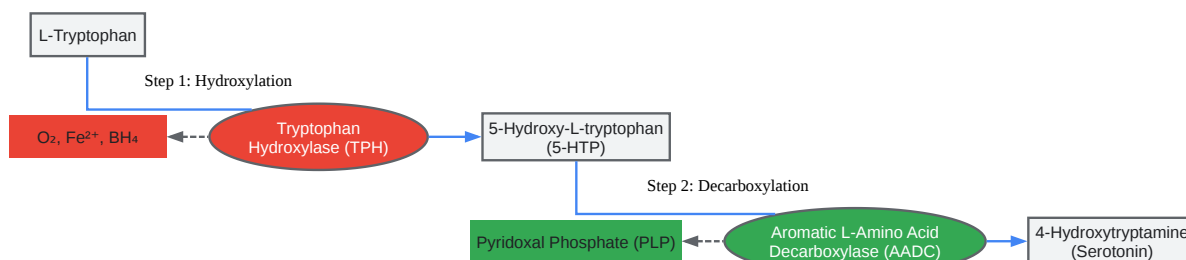 L-Tryptophan
Step 1: Hydroxylation
O₂, Fe²⁺, BH₄
Tryptophan
Hydroxylase (TPH)
5-Hydroxy-L-tryptophan
(5-HTP)
Step 2: Decarboxylation
Pyridoxal Phosphate (PLP)
Aromatic L-Amino Acid
Decarboxylase (AADC)
4-Hydroxytryptamine
(Serotonin)